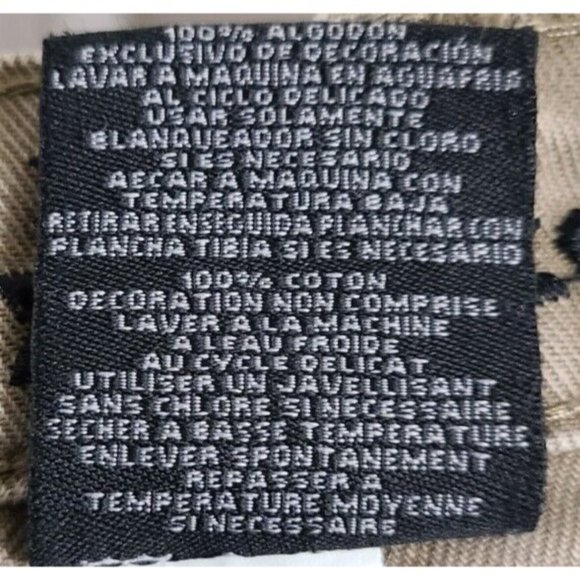 100% ALGODON
EXCLUSIVO DE DECORACIÓN
LAVAR A MAQUINA EN AGUA FRIA
AL CICLO DELICADO
USAR SOLAMENTE
BLANQUEADOR SIN CLORO
SI ES NECESARIO
AECAR A MAQUINA CON
TEMPERATURA BAJA
RETIRAR ENSEGUIDA PLANCHAR CON
PLANCHA TIBIA SI ES NECESARIO
100% COTON
DECORATION NON COMPRISE
LAVER A LA MACHINE
A LEAU FROIDE
AU CYCLE DELICAT
UTILISER UN JAVELLISANT
SANS CHLORE SI NECESSAIRE
SECHER A BASSE TEMPERATURE
ENLEVER SPONTANEMENT
REPASSER A
TEMPERATURE MOYENNE
SI NECESSAIRE